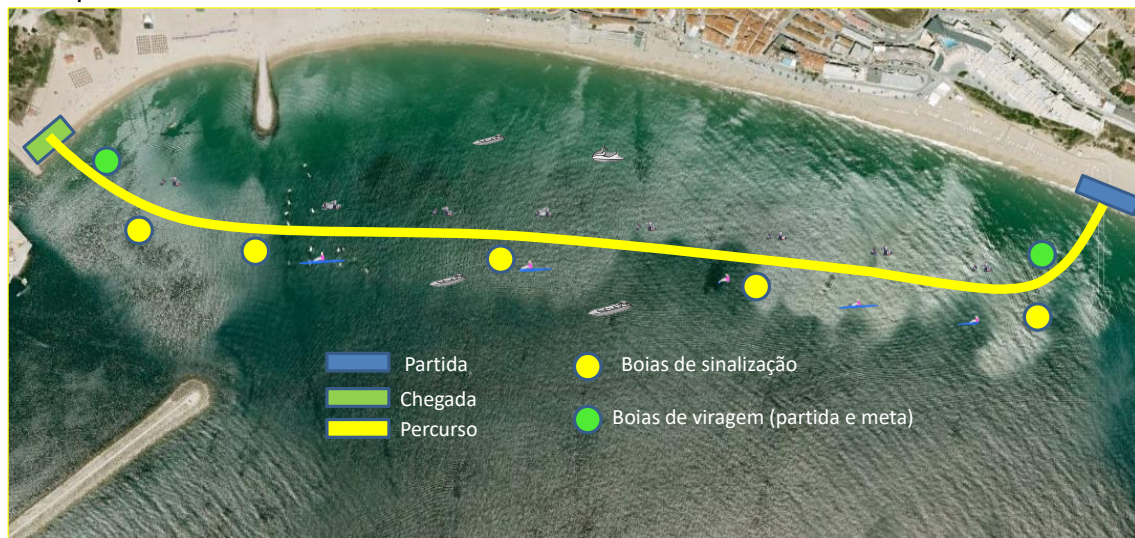 Partida
Chegada
Percurso
Boias de sinalização
Boias de viragem (partida e meta)